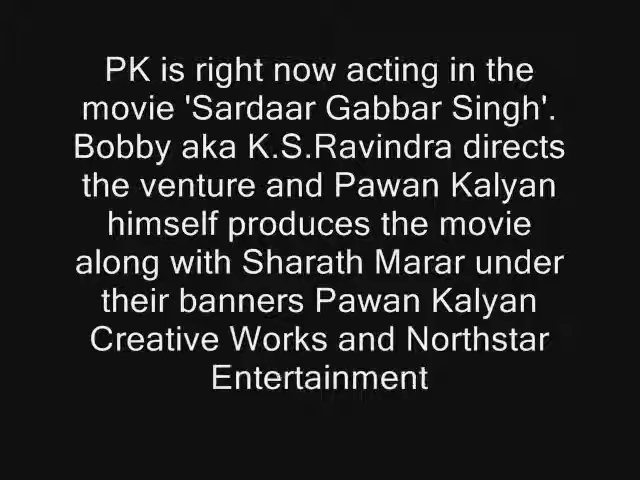 PK is right now acting in the
movie 'Sardaar Gabbar Singh'.
Bobby aka K.S.Ravindra directs
the venture and Pawan Kalyan
himself produces the movie
along with Sharath Marar under
their banners Pawan Kalyan
Creative Works and Northstar
Entertainment